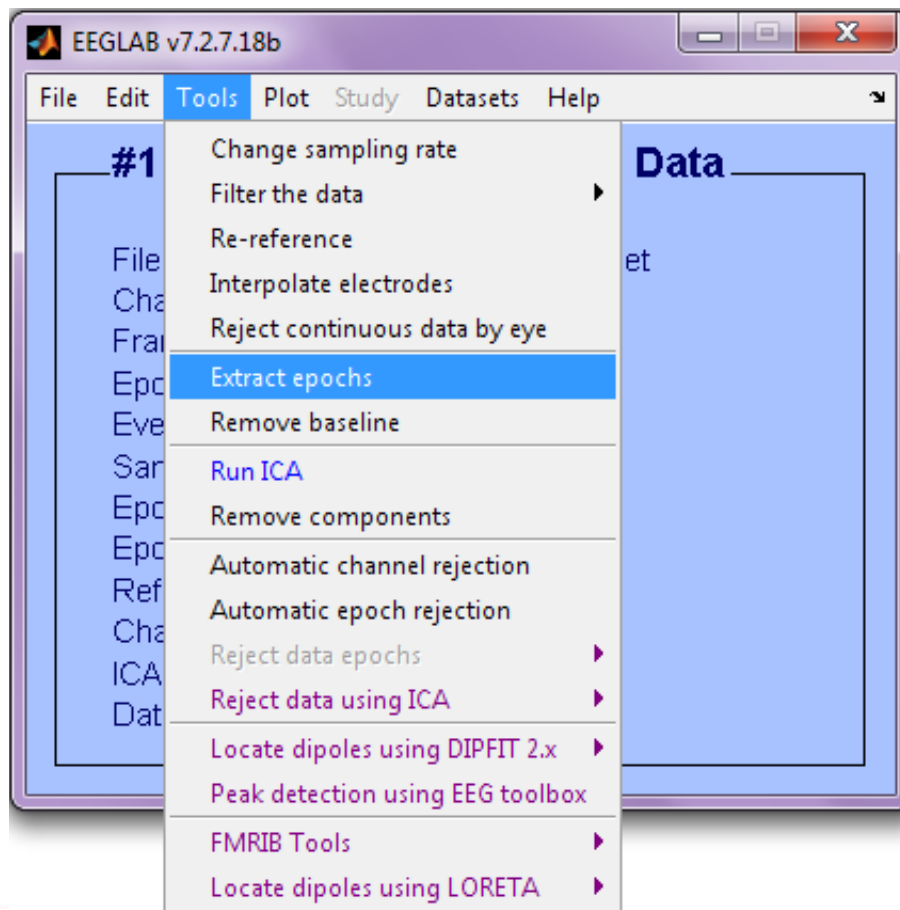 EEGLAB v7.2.7.18b
File Edit Tools Plot Study Datasets Help
#1 Data
Change sampling rate
Filter the data
Re-reference
Interpolate electrodes
Reject continuous data by eye
Extract epochs
Remove baseline
Run ICA
Remove components
Automatic channel rejection
Automatic epoch rejection
Reject data epochs
Reject data using ICA
Locate dipoles using DIPFIT 2.x
Peak detection using EEG toolbox
FMRIB Tools
Locate dipoles using LORETA
File
Cha
Fra
Epo
Eve
Sam
Epo
Epo
Ref
Cha
ICA
Dat
et